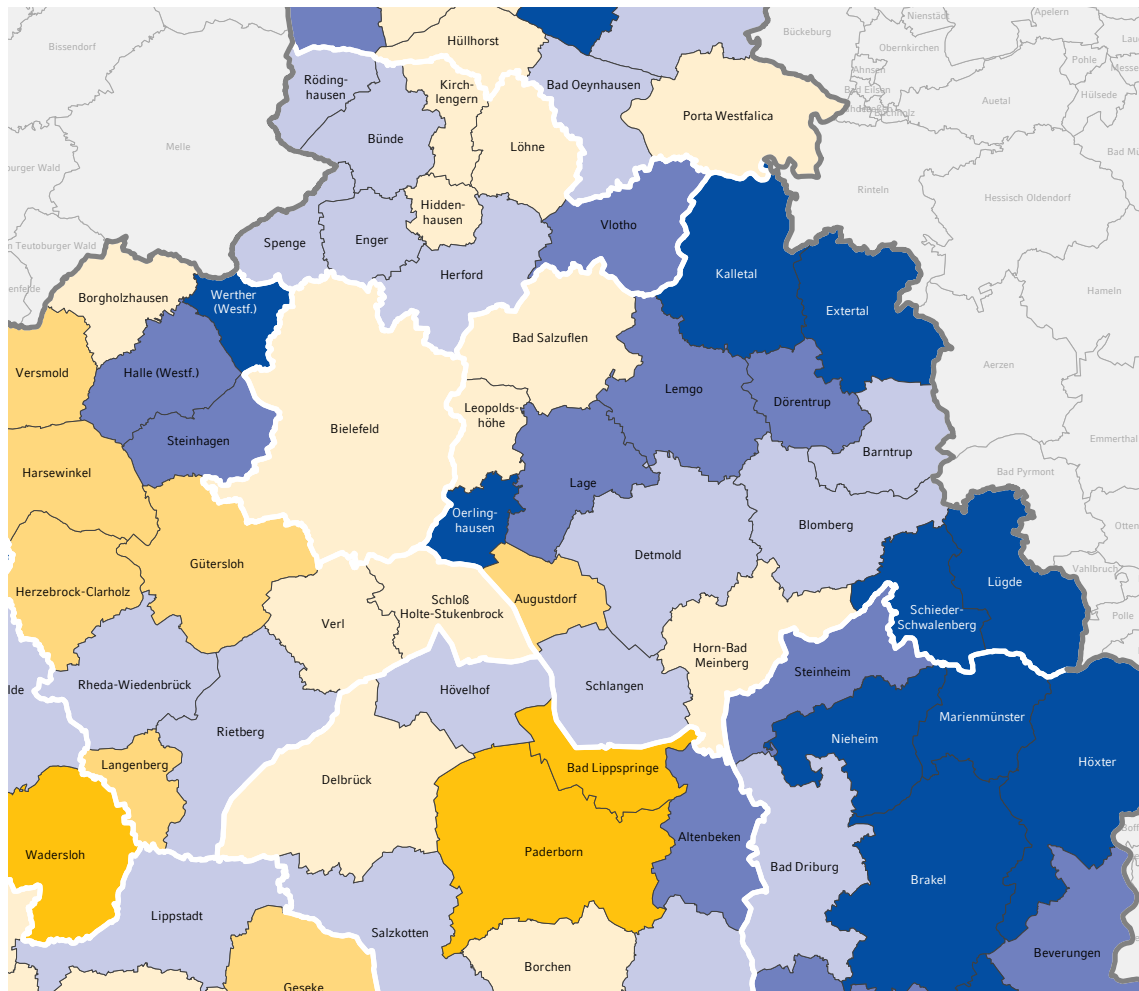 Bissendorf
Hüllhorst
Bückeburg
Nienstädt
Apelern
Obernkirchen
Pohle
Ahnsen
Röding-
hausen
Kirch-
lengern
Bad Oeynhausen
Bad Eilsen
Buchholz
Auetal
Hülsede
Porta Westfalica
Melle
Bünde
Löhne
Rinteln
Hessisch Oldendorf
Hidden-
hausen
Vlotho
Spenge
Enger
Herford
Kalletal
Borgholzhausen
Werther
(Westf.)
Extertal
Hameln
Bad Salzuflen
Versmold
Halle (Westf.)
Aerzen
Lemgo
Dörentrup
Leopolds-
höhe
Bielefeld
Steinhagen
Barntrup
Emmerthal
Harsewinkel
Bad Pyrmont
Lage
Oerling-
hausen
Blomberg
Detmold
Gütersloh
Vahlbruch
Lügde
Herzebrock-Clarholz
Augustdorf
Schloß
Holte-Stukenbrock
Schieder-
Schwalenberg
Polle
Verl
Horn-Bad
Meinberg
Steinheim
Rheda-Wiedenbrück
Hövelhof
Schlangen
Marienmünster
Rietberg
Nieheim
Höxter
Langenberg
Delbrück
Bad Lippspringe
Altenbeken
Wadersloh
Paderborn
Bad Driburg
Brakel
Lippstadt
Salzkotten
Borchen
Beverungen
Geseke